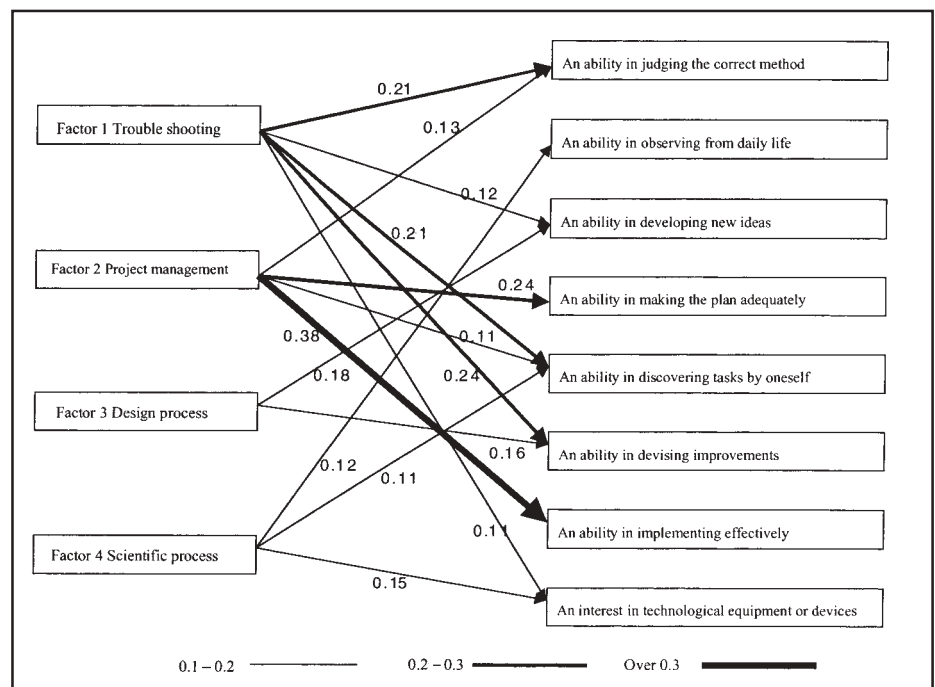 An ability in judging the correct method
0.21
Factor 1 Trouble shooting
0.13
An ability in observing from daily life
0.12
An ability in developing new ideas
0.21
Factor 2 Project management
0.24
An ability in making the plan adequately
0.38
0.11
0.18
0.24
An ability in discovering tasks by oneself
Factor 3 Design process
0.16
An ability in devising improvements
0.12
0.11
0.11
An ability in implementing effectively
Factor 4 Scientific process
0.15
An interest in technological equipment or devices
0.1 – 0.2
0.2 – 0.3
Over 0.3